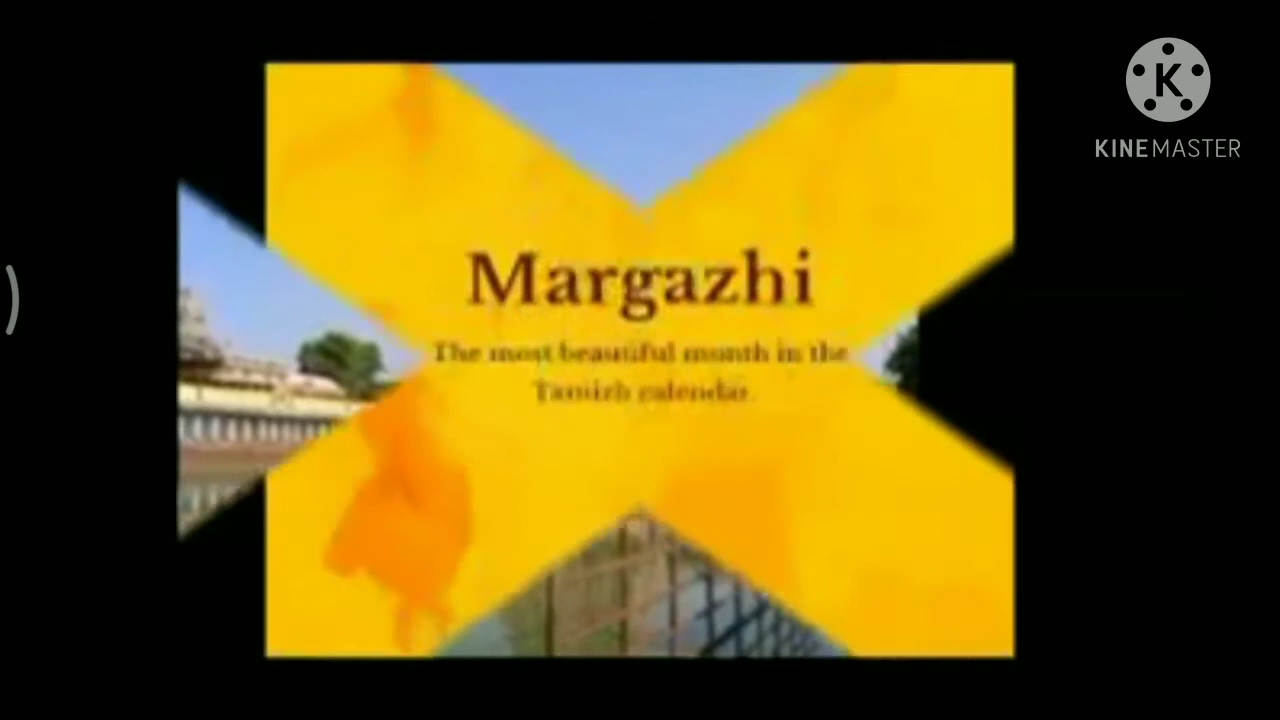 K
KINEMASTER
Margazhi
The most beautiful month in the
Tamizh calendar.